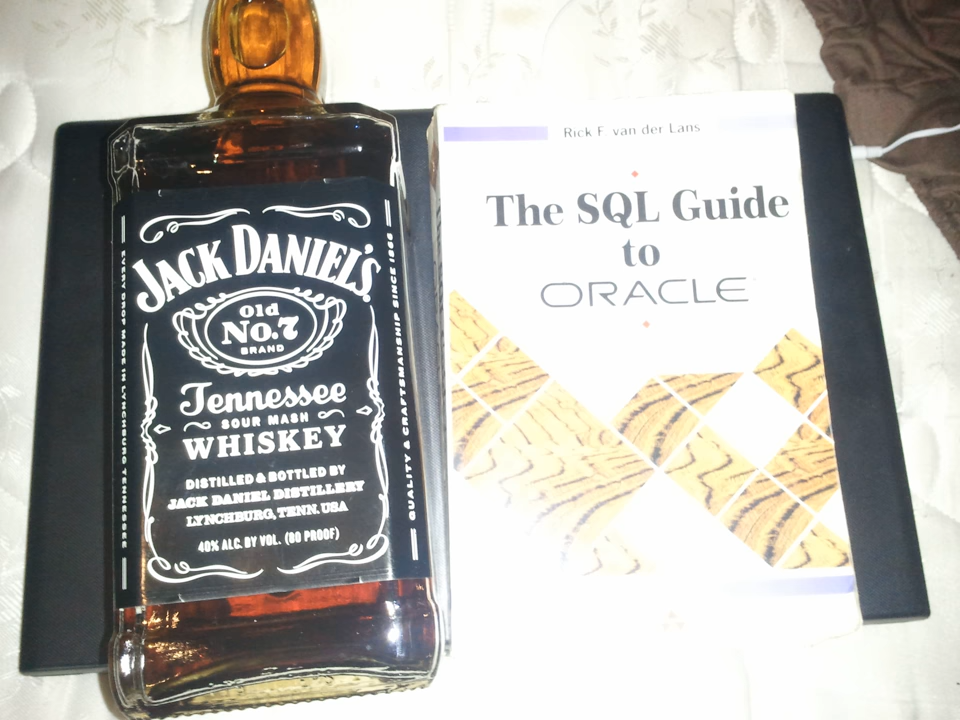 JACK DANIEL'S
Old
No.7
BRAND
Tennessee
SOUR MASH
WHISKEY
DISTILLED & BOTTLED BY
JACK DANIEL DISTILLERY
LYNCHBURG, TENN. USA
40% ALC. BY VOL. (80 PROOF)
EVERY DROP MADE IN LYNCHBURG TENNESSEE
QUALITY & CRAFTSMANSHIP SINCE 1866
Rick F. van der Lans
The SQL Guide
to
ORACLE